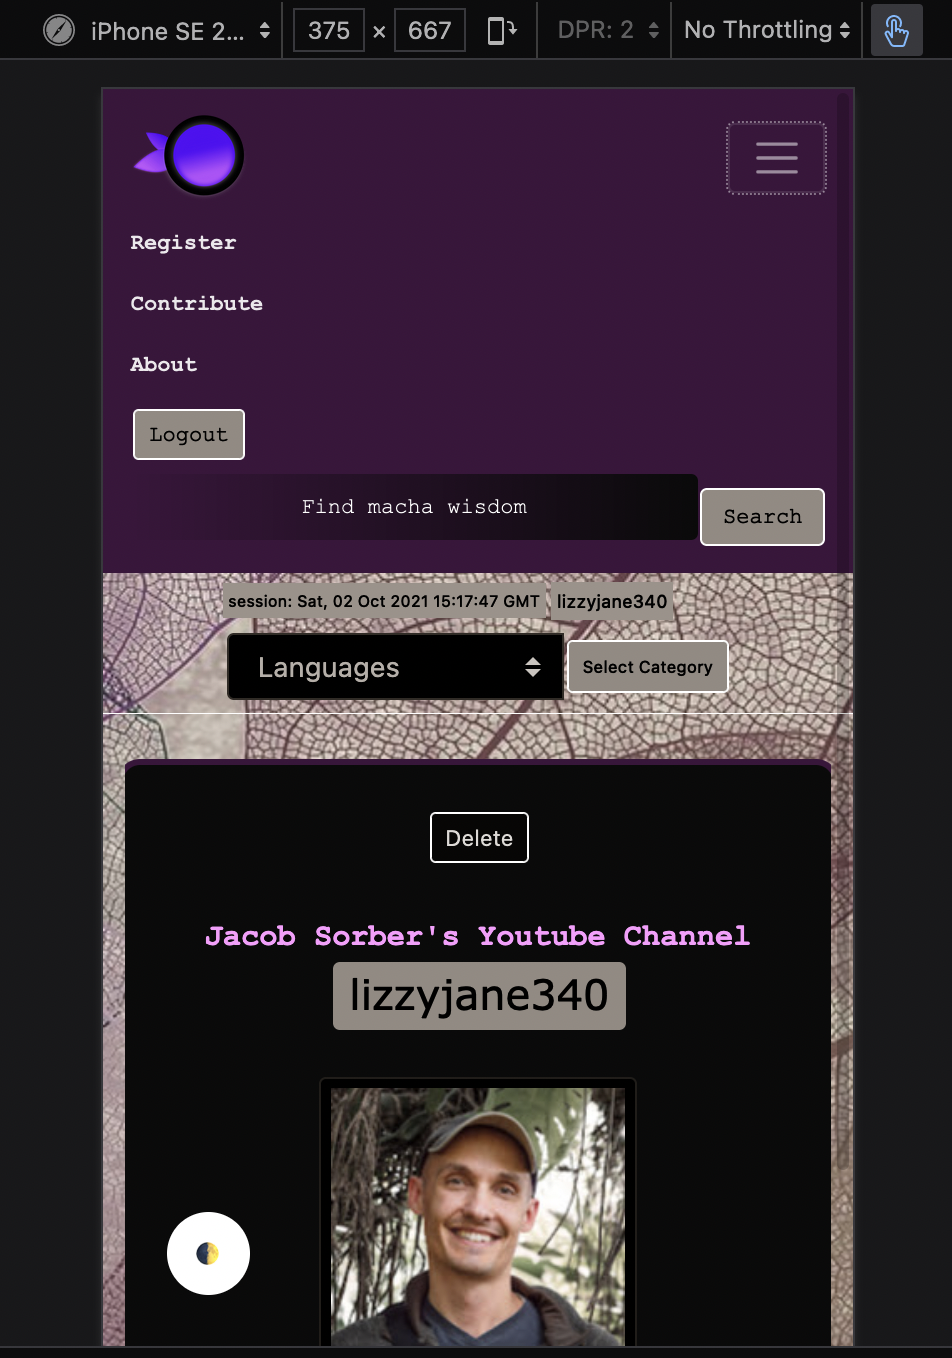 iPhone SE 2... 375 × 667 DPR: 2 No Throttling
Register
Contribute
About
Logout
Find macha wisdom Search
session: Sat, 02 Oct 2021 15:17:47 GMT lizzyjane340
Languages Select Category
Delete
Jacob Sorber's Youtube Channel
lizzyjane340